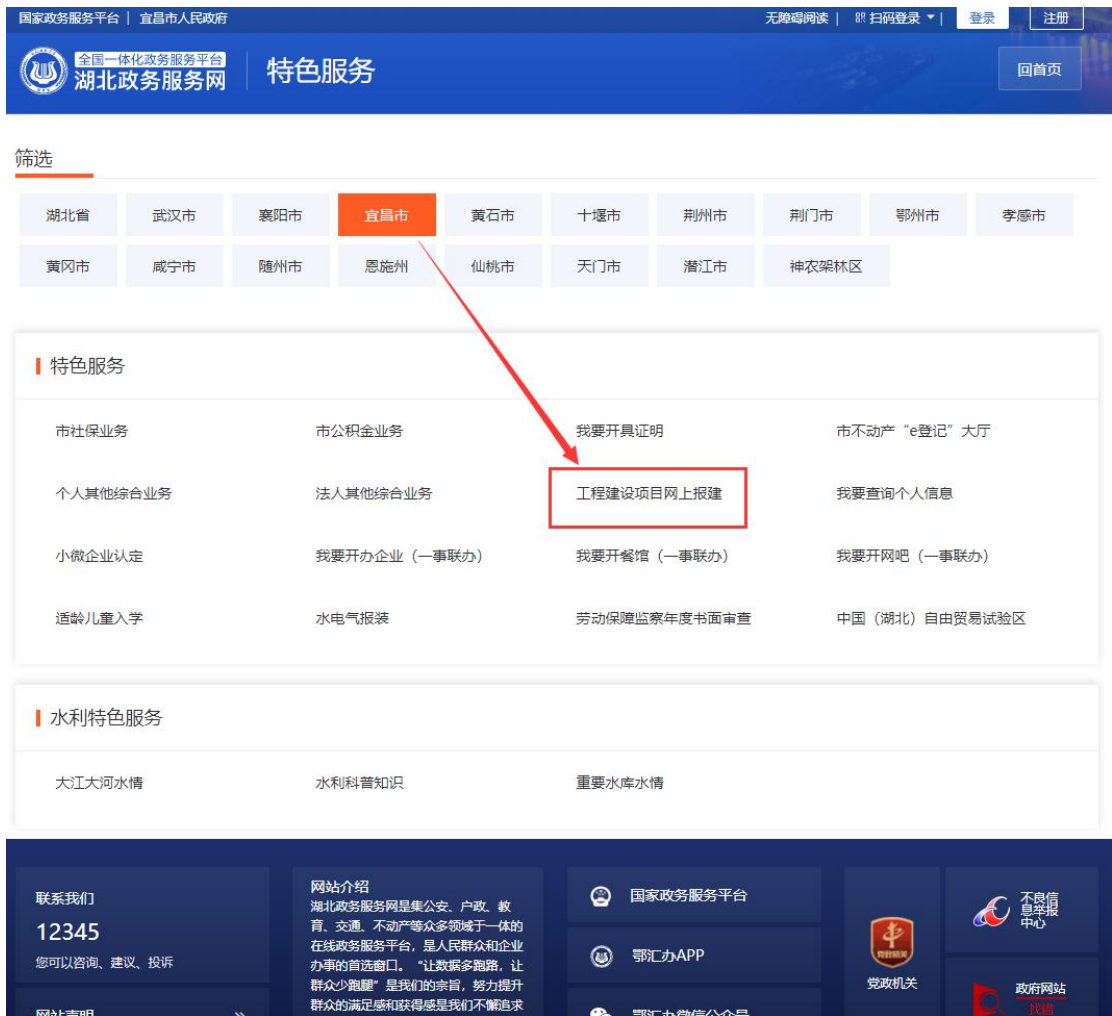 国家政务服务平台 | 宜昌市人民政府
无障碍阅读 | 扫码登录 | 登录 注册
全国一体化政务服务平台
湖北政务服务网
特色服务
回首页
筛选
湖北省 武汉市 襄阳市 宜昌市 黄石市 十堰市 荆州市 荆门市 鄂州市 孝感市
黄冈市 咸宁市 随州市 恩施州 仙桃市 天门市 潜江市 神农架林区
特色服务
市社保业务 市公积金业务 我要开具证明 市不动产“e登记”大厅
个人其他综合业务 法人其他综合业务 工程建设项目网上报建 我要查询个人信息
小微企业认定 我要开办企业（一事联办） 我要开餐馆（一事联办） 我要开网吧（一事联办）
适龄儿童入学 水电气报装 劳动保障监察年度书面审查 中国（湖北）自由贸易试验区
水利特色服务
大江大河水情 水利科普知识 重要水库水情
联系我们
12345
您可以咨询、建议、投诉
网站声明 »
网站介绍
湖北政务服务网是集公安、户政、教
育、交通、不动产等众多领域于一体的
在线政务服务平台，是人民群众和企业
办事的首选窗口。“让数据多跑路，让
群众少跑腿”是我们的宗旨，努力提升
群众的满足感和获得感是我们不懈追求
国家政务服务平台
鄂汇办APP
鄂汇办微信公众号
党政机关
党政机关
不良信
息举报
中心
政府网站
找错